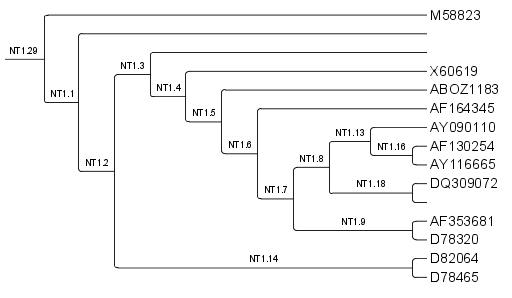 M58823
NT1.29
NT1.3
X60619
NT1.4
ABOZ1183
NT1.1
AF164345
NT1.5
AY090110
NT1.13
NT1.6
AF130254
NT1.16
NT1.2
NT1.8
AY116665
DQ309072
NT1.18
NT1.7
AF353681
NT1.9
D78320
D82064
NT1.14
D78465